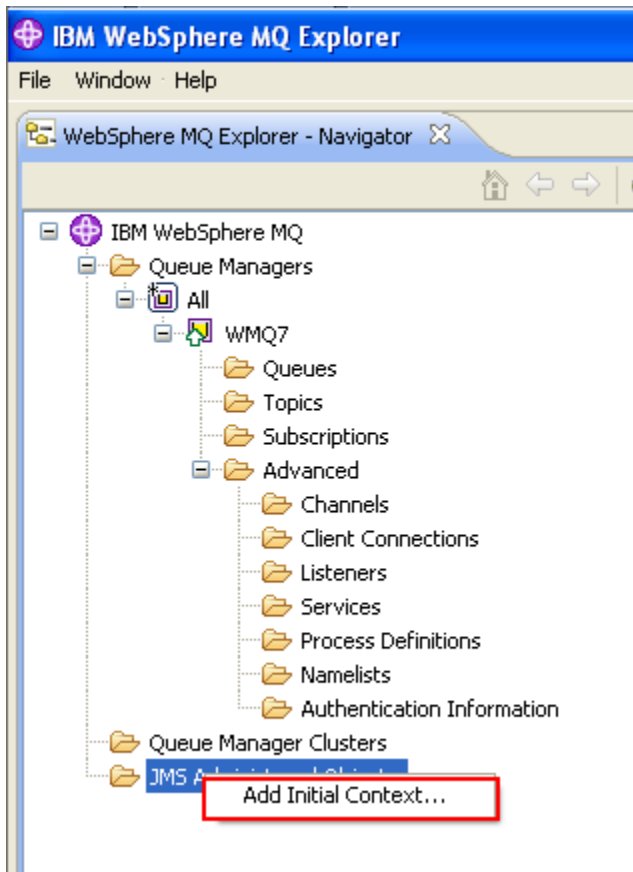 IBM WebSphere MQ Explorer
File Window Help
WebSphere MQ Explorer - Navigator
IBM WebSphere MQ
Queue Managers
All
WMQ7
Queues
Topics
Subscriptions
Advanced
Channels
Client Connections
Listeners
Services
Process Definitions
Namelists
Authentication Information
Queue Manager Clusters
JMS
Add Initial Context...